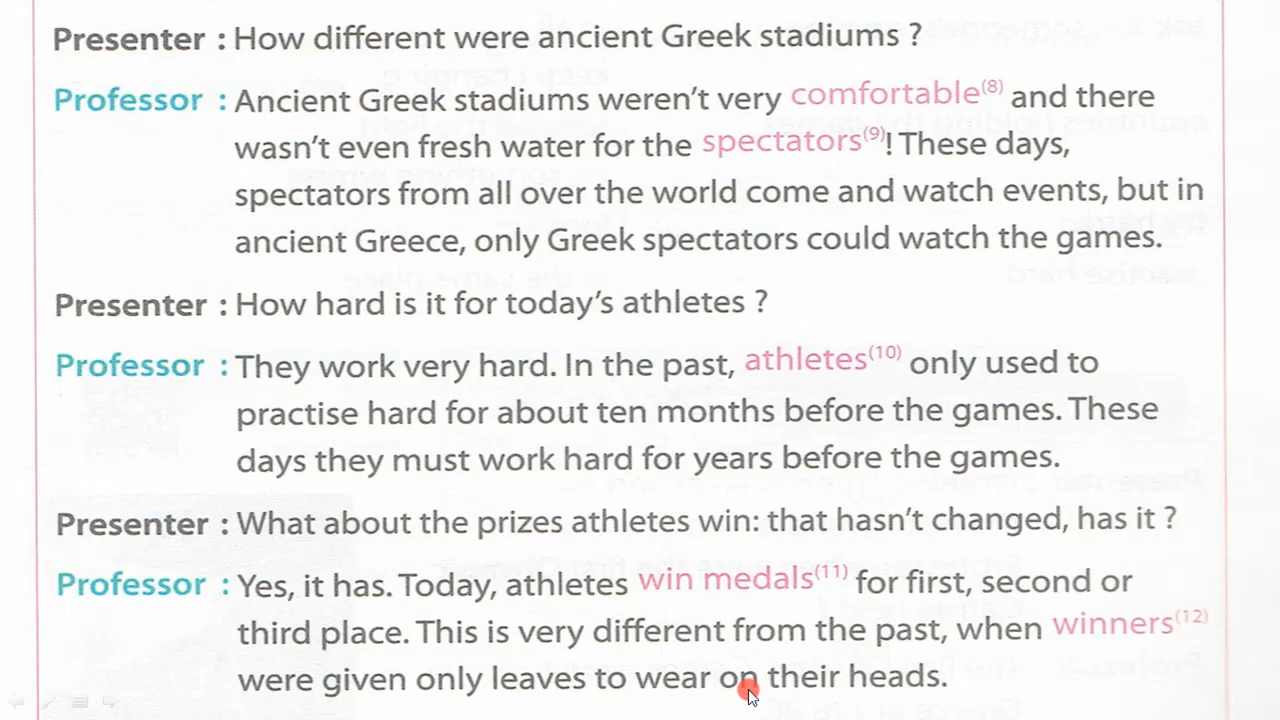 Presenter : How different were ancient Greek stadiums ?
Professor : Ancient Greek stadiums weren't very comfortable(8) and there
wasn't even fresh water for the spectators(9)! These days,
spectators from all over the world come and watch events, but in
ancient Greece, only Greek spectators could watch the games.
Presenter : How hard is it for today's athletes ?
Professor : They work very hard. In the past, athletes(10) only used to
practise hard for about ten months before the games. These
days they must work hard for years before the games.
Presenter : What about the prizes athletes win: that hasn't changed, has it ?
Professor : Yes, it has. Today, athletes win medals(11) for first, second or
third place. This is very different from the past, when winners(12)
were given only leaves to wear on their heads.